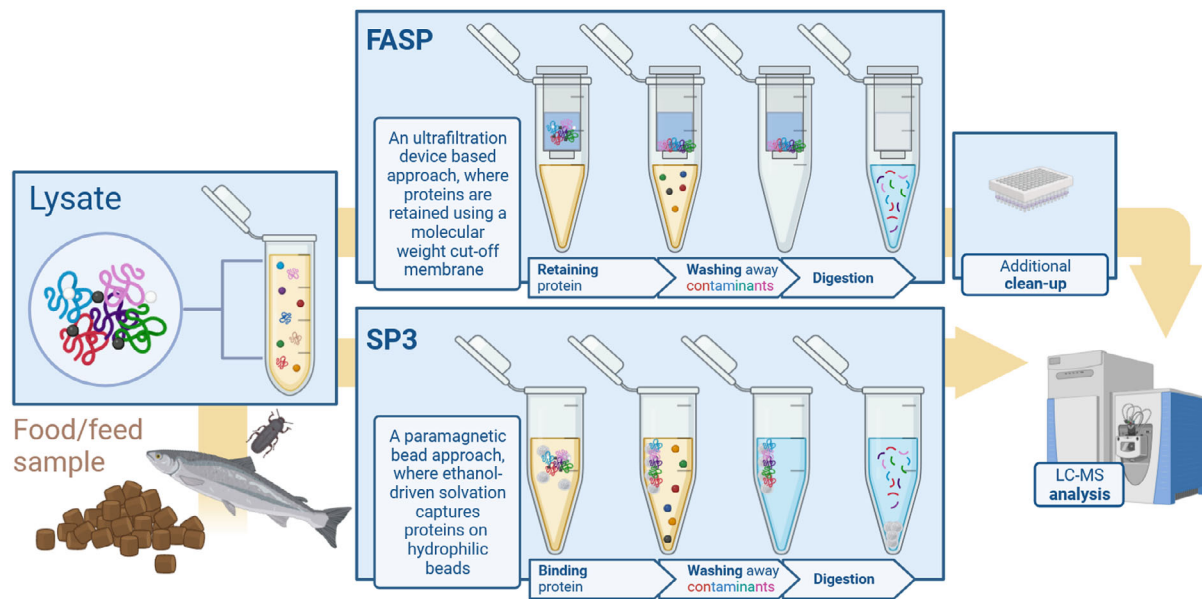 Lysate
Food/feed
sample
FASP
An ultrafiltration
device based
approach, where
proteins are
retained using a
molecular
weight cut-off
membrane
Retaining
protein
Washing away
contaminants
Digestion
Additional
clean-up
SP3
A paramagnetic
bead approach,
where ethanol-
driven solvation
captures
proteins on
hydrophilic
beads
Binding
protein
Washing away
contaminants
Digestion
LC-MS
analysis